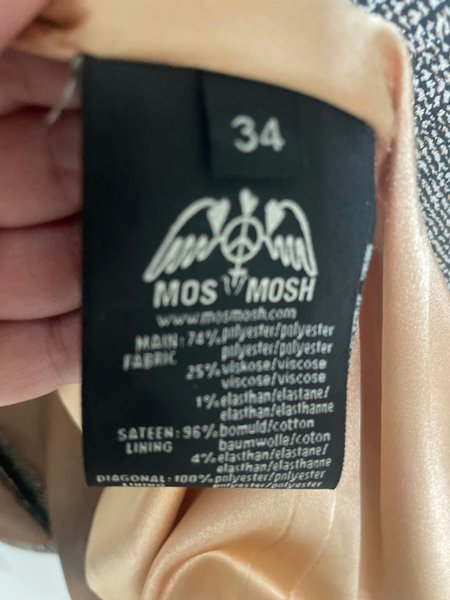 34
MOS MOSH
www.mosmosh.com
MAIN: 74% polyester/polyester
FABRIC polyester/polyester
25% viskose/viscose
viscose/viscose
1% elasthan/elastane/
elasthan/elasthanne
SATEEN: 96% bomuld/cotton
LINING baumwolle/coton
4% elasthan/elastane/
elasthan/elasthanne
DIAGONAL: 100% polyester/polyester
LINING polyester/polyester